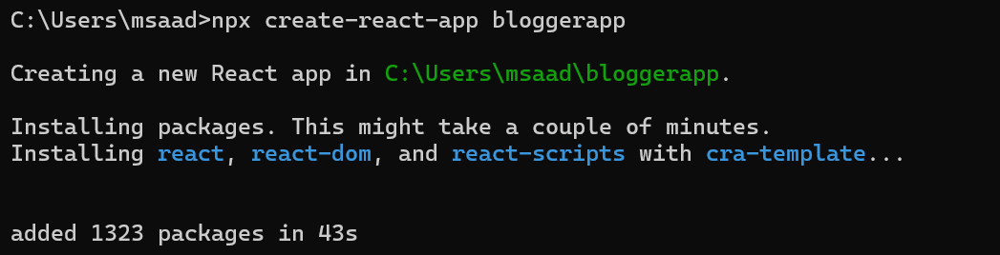 C:\Users\msaad>npx create-react-app bloggerapp
Creating a new React app in C:\Users\msaad\bloggerapp.
Installing packages. This might take a couple of minutes.
Installing react, react-dom, and react-scripts with cra-template...
added 1323 packages in 43s